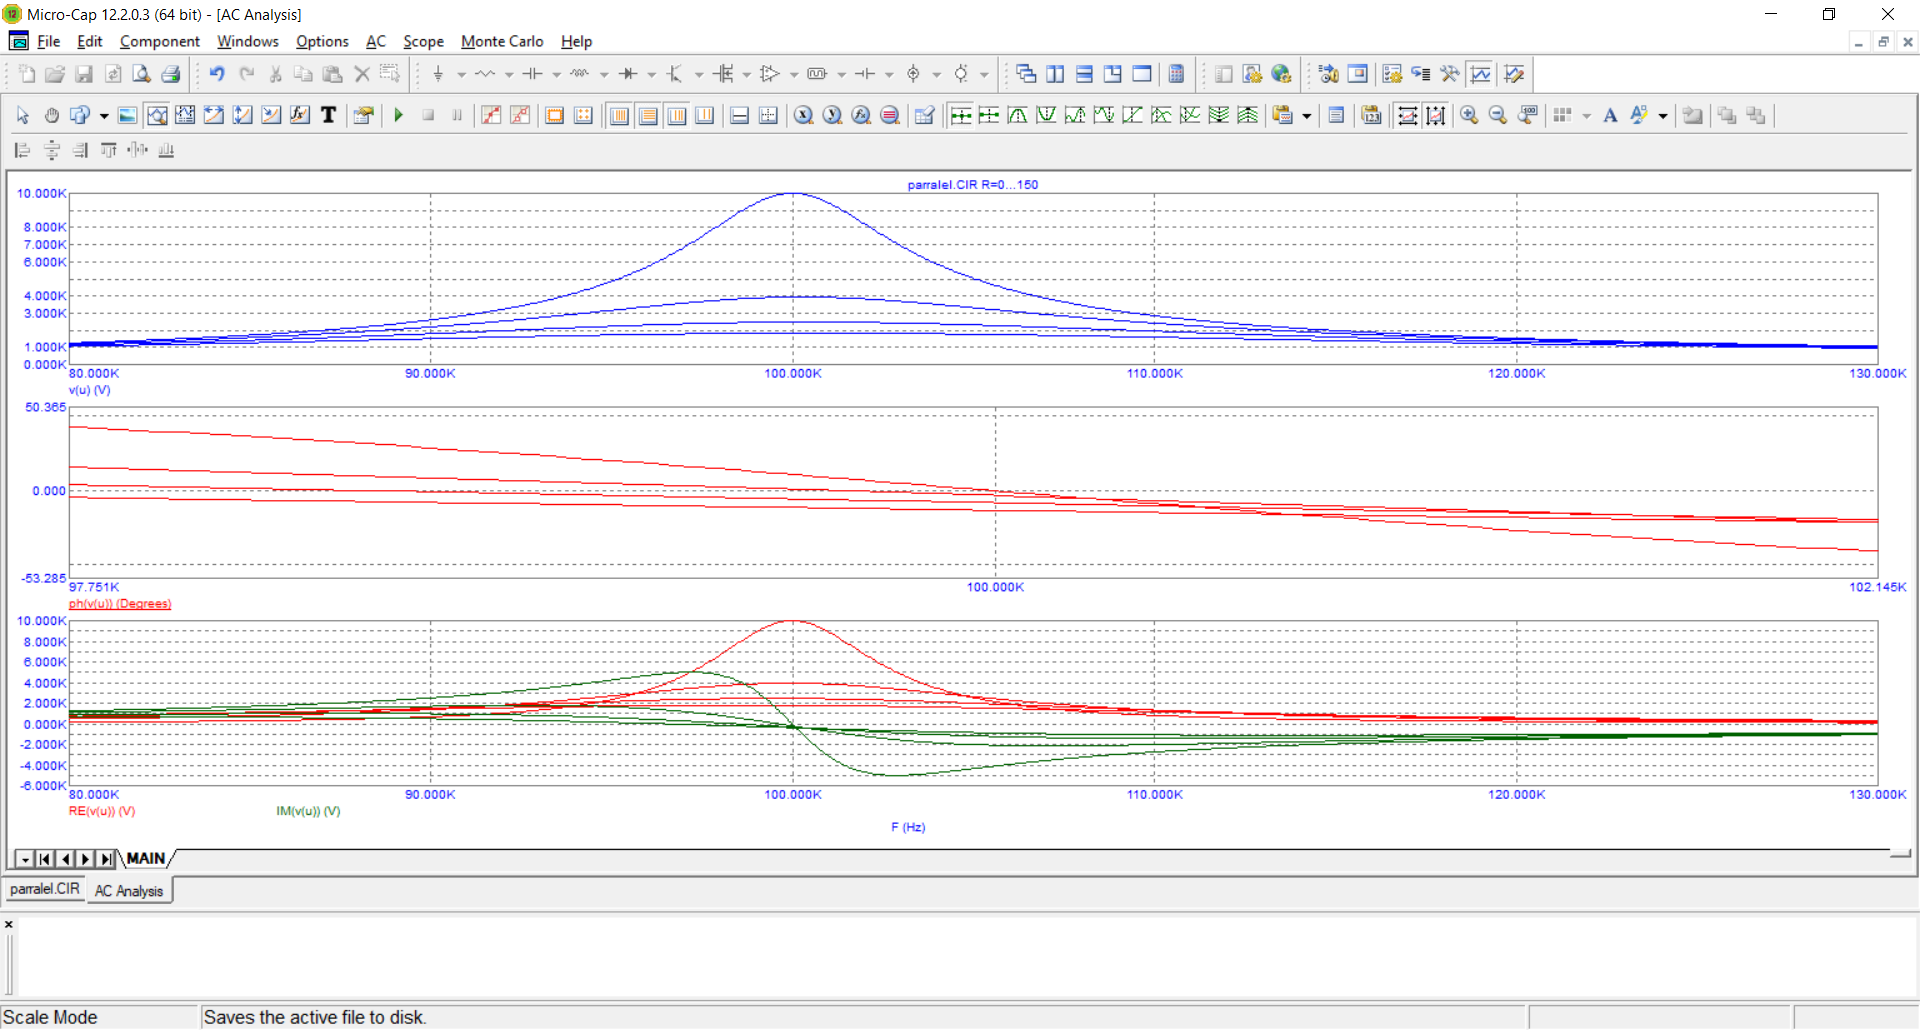 Micro-Cap 12.2.0.3 (64 bit) - [AC Analysis]
File Edit Component Windows Options AC Scope Monte Carlo Help
parralel.CIR R=0...150
10.000K
8.000K
7.000K
6.000K
4.000K
3.000K
1.000K
0.000K
80.000K 90.000K 100.000K 110.000K 120.000K 130.000K
v(u) (V)
50.365
0.000
-53.285
97.751K 100.000K 102.145K
ph(v(u)) (Degrees)
10.000K
8.000K
6.000K
4.000K
2.000K
0.000K
-2.000K
-4.000K
-6.000K
80.000K 90.000K 100.000K 110.000K 120.000K 130.000K
RE(v(u)) (V) IM(v(u)) (V)
F (Hz)
MAIN
parralel.CIR AC Analysis
Scale Mode Saves the active file to disk.